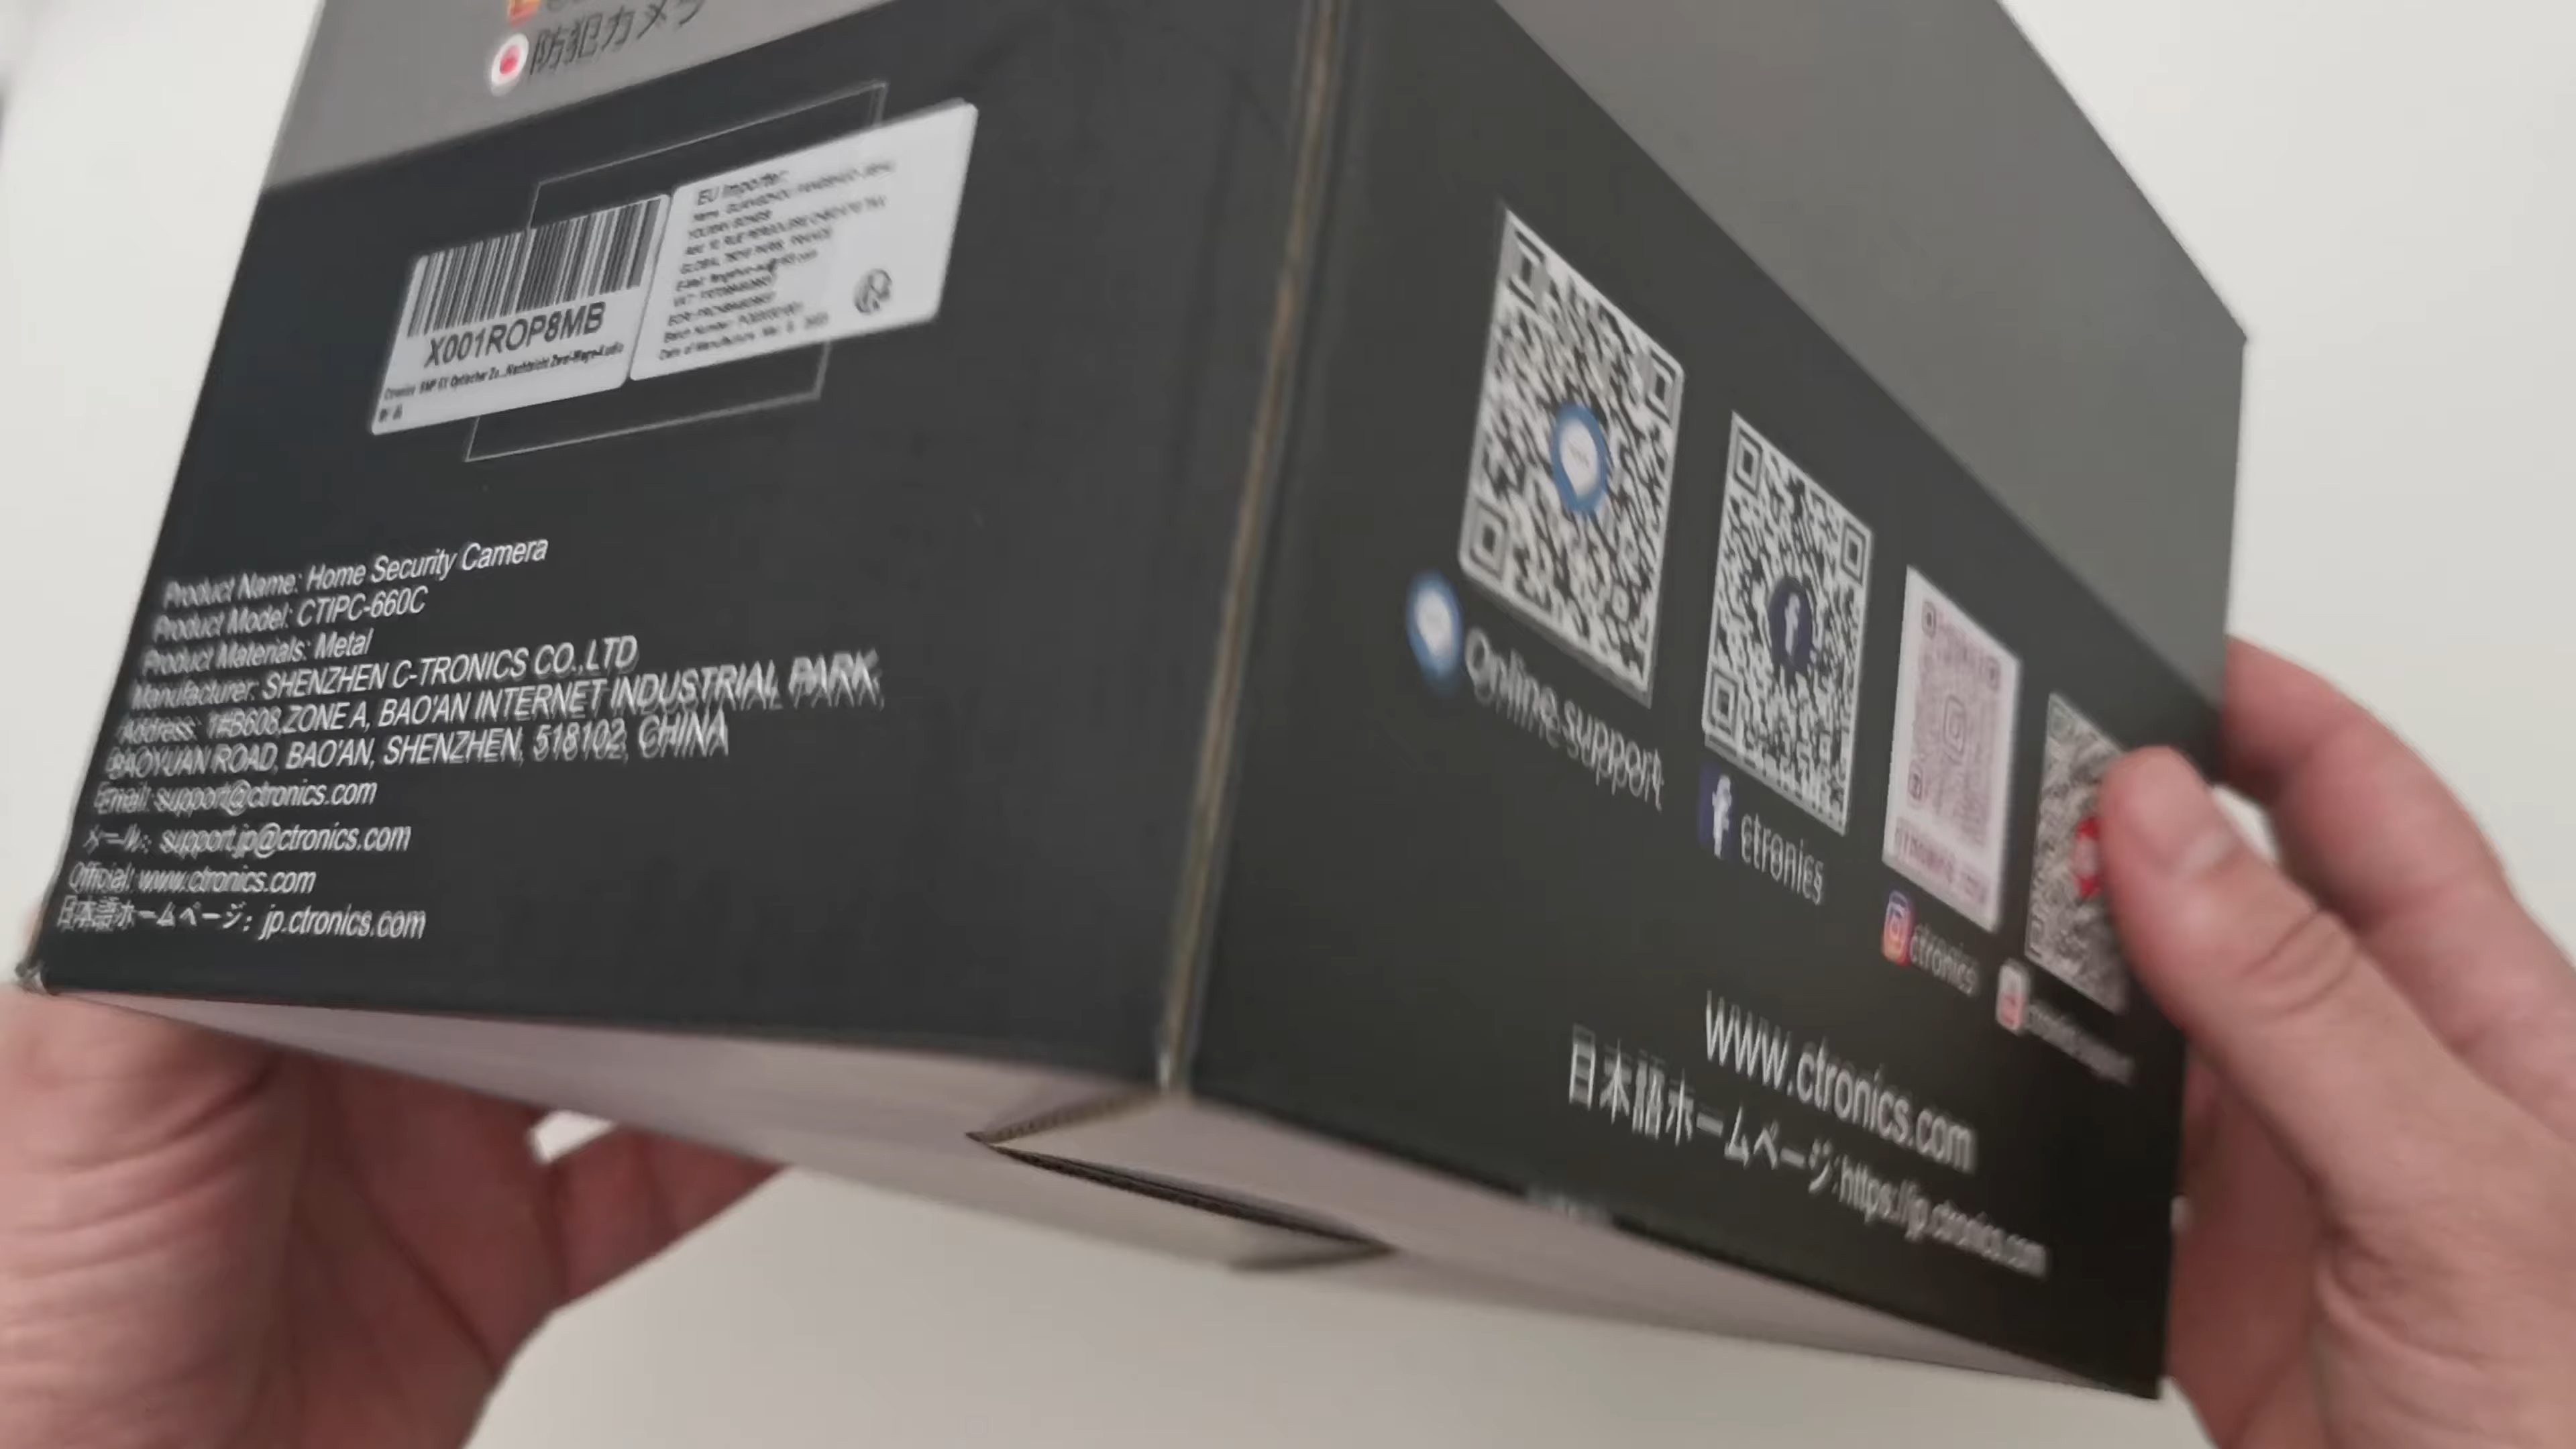 防犯カメラ
X001ROP8MB
EU Importer:
Product Name: Home Security Camera
Product Model: CTIPC-660C
Product Materials: Metal
Manufacturer: SHENZHEN C-TRONICS CO.,LTD
Address: 1#B608,ZONE A, BAO'AN INTERNET INDUSTRIAL PARK,
BAOYUAN ROAD, BAO'AN, SHENZHEN, 518102, CHINA
Email: support@ctronics.com
メール: support.jp@ctronics.com
Official: www.ctronics.com
日本語ホームページ: jp.ctronics.com
Online support
ctronics
ctronics
www.ctronics.com
日本語ホームページ:https://jp.ctronics.com